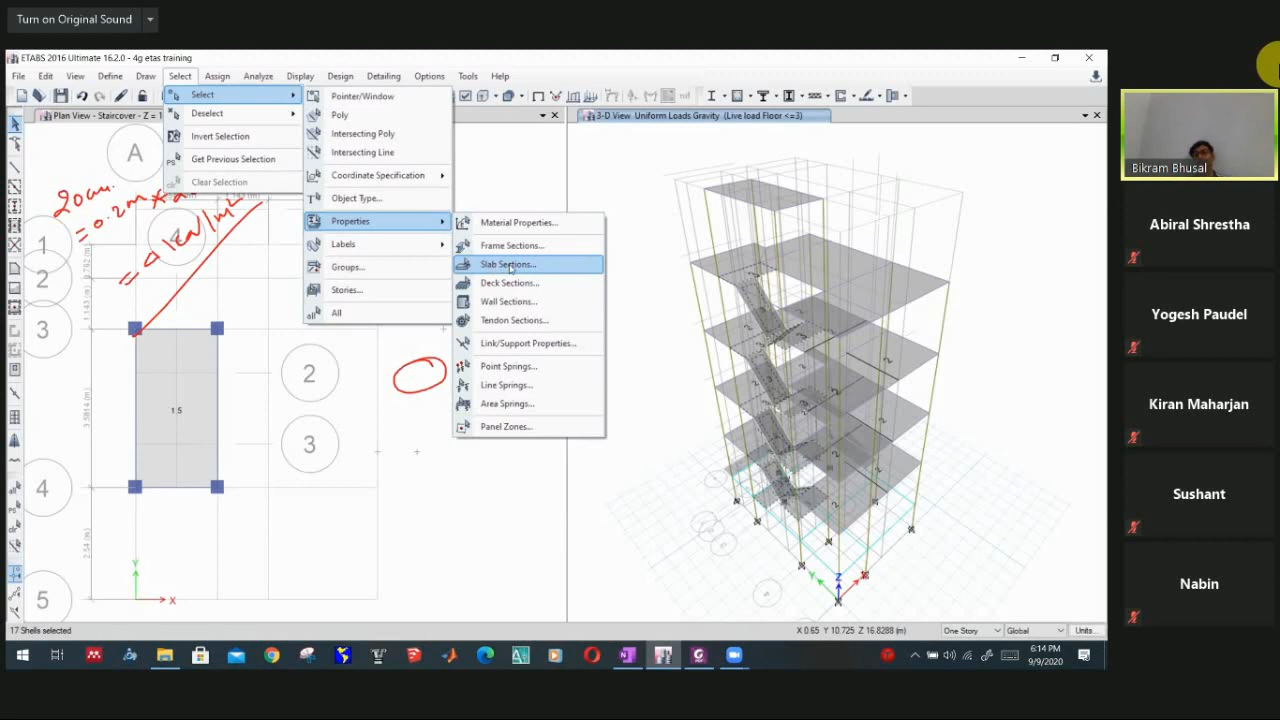 Turn on Original Sound
ETABS 2016 Ultimate 16.2.0 - 4g etas training
File Edit View Define Draw Select Assign Analyze Display Design Detailing Options Tools Help
Plan View - Staircover - Z = 1
3-D View Uniform Loads Gravity (Live load Floor <=3)
Select
Deselect
Invert Selection
Get Previous Selection
Clear Selection
Pointer/Window
Poly
Intersecting Poly
Intersecting Line
Coordinate Specification
Object Type...
Properties
Labels
Groups...
Stories...
All
Material Properties...
Frame Sections...
Slab Sections...
Deck Sections...
Wall Sections...
Tendon Sections...
Link/Support Properties...
Point Springs...
Line Springs...
Area Springs...
Panel Zones...
A
4
1
2
3
4
5
2
3
1.5
3.5814 (m)
2.54 (m)
Y
X
Z
Y
17 Shells selected
X 0.65 Y 10.725 Z 16.8288 (m)
One Story
Global
Units...
6:14 PM
9/9/2020
Bikram Bhusal
Abiral Shrestha
Yogesh Paudel
Kiran Maharjan
Sushant
Nabin